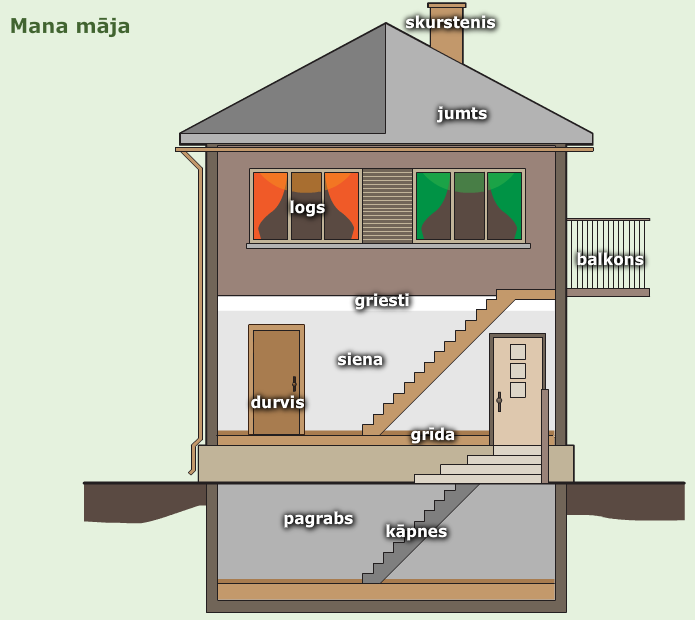 Mana māja
skurstenis
jumts
logs
balkons
griesti
siena
durvis
grīda
pagrabs
kāpnes